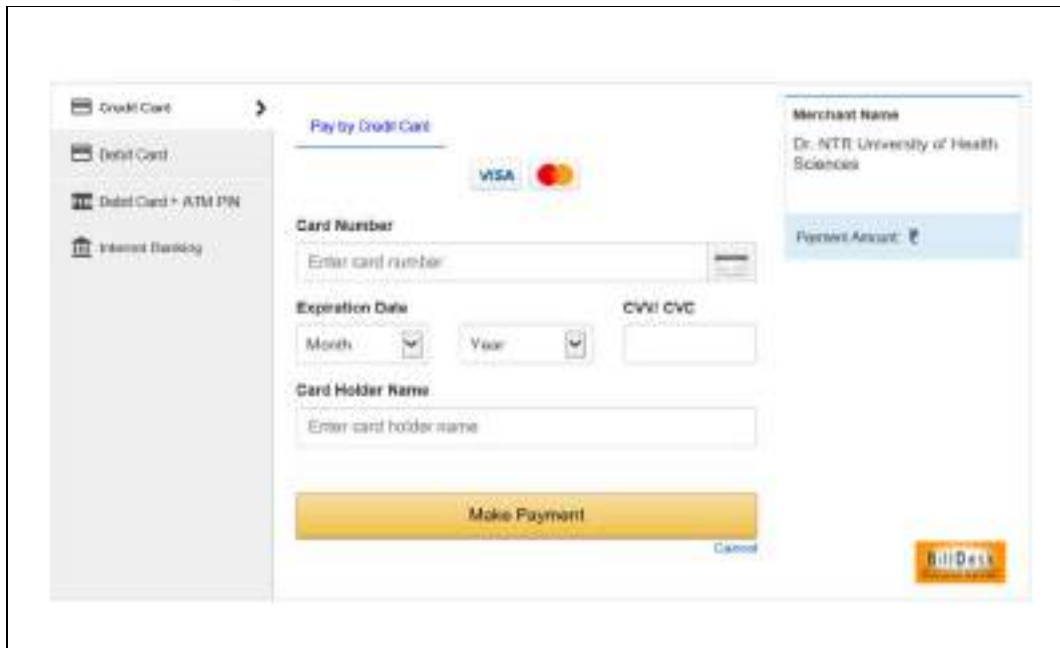 Credit Card
Debit Card
Debit Card + ATM PIN
Internet Banking
Pay by Credit Card
VISA
Card Number
Enter card number
Expiration Date
CVV/ CVC
Month
Year
Card Holder Name
Enter card holder name
Make Payment
Cancel
Merchant Name
Dr. NTR University of Health
Sciences
Payment Amount: ₹
BillDesk